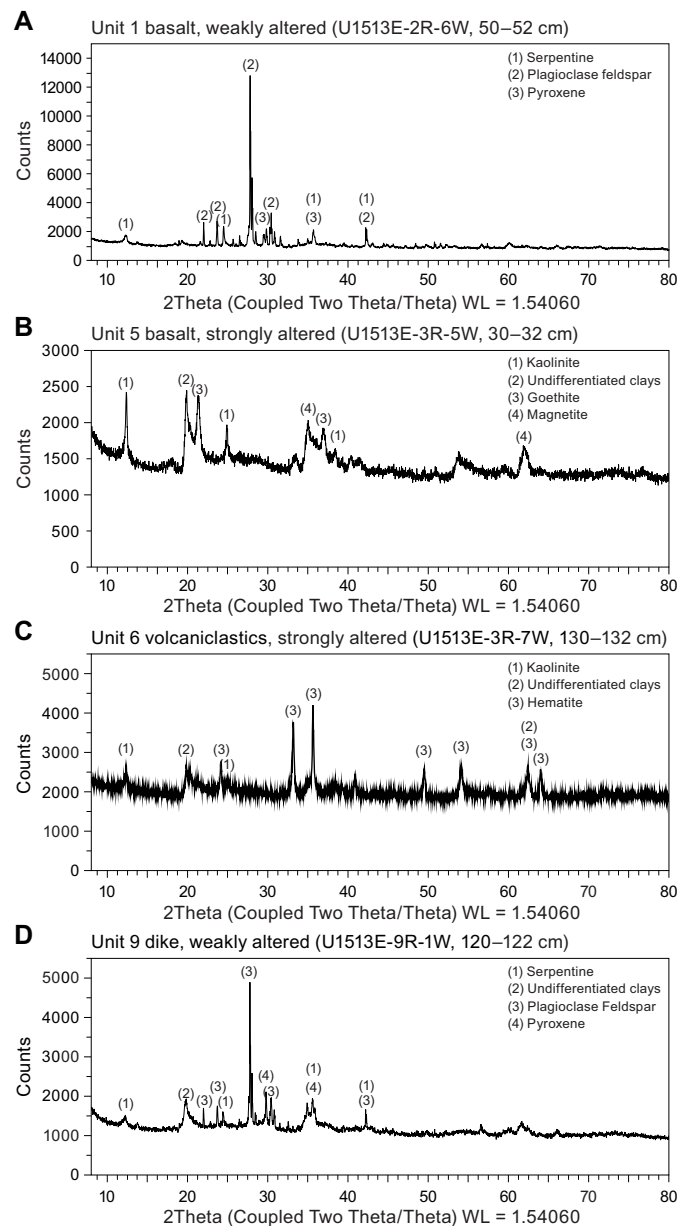 A
Unit 1 basalt, weakly altered (U1513E-2R-6W, 50–52 cm)
14000
12000
10000
8000
6000
4000
2000
0
Counts
(1) Serpentine
(2) Plagioclase feldspar
(3) Pyroxene
(2)
(1)
(2)
(2)
(1)
(3)
(2)
(1)
(3)
(1)
(2)
10 20 30 40 50 60 70 80
2Theta (Coupled Two Theta/Theta) WL = 1.54060
B
Unit 5 basalt, strongly altered (U1513E-3R-5W, 30–32 cm)
3000
2500
2000
1500
1000
500
0
Counts
(1) Kaolinite
(2) Undifferentiated clays
(3) Goethite
(4) Magnetite
(1)
(2)
(3)
(1)
(4)
(3)
(1)
(4)
10 20 30 40 50 60 70 80
2Theta (Coupled Two Theta/Theta) WL = 1.54060
C
Unit 6 volcaniclastics, strongly altered (U1513E-3R-7W, 130–132 cm)
5000
4000
3000
2000
1000
0
Counts
(1) Kaolinite
(2) Undifferentiated clays
(3) Hematite
(1)
(2)
(3)
(1)
(3)
(3)
(3)
(3)
(2)
(3)
(3)
10 20 30 40 50 60 70 80
2Theta (Coupled Two Theta/Theta) WL = 1.54060
D
Unit 9 dike, weakly altered (U1513E-9R-1W, 120–122 cm)
5000
4000
3000
2000
1000
0
Counts
(1) Serpentine
(2) Undifferentiated clays
(3) Plagioclase Feldspar
(4) Pyroxene
(3)
(1)
(2)
(3)
(3)
(1)
(4)
(3)
(1)
(4)
(1)
(3)
10 20 30 40 50 60 70 80
2Theta (Coupled Two Theta/Theta) WL = 1.54060